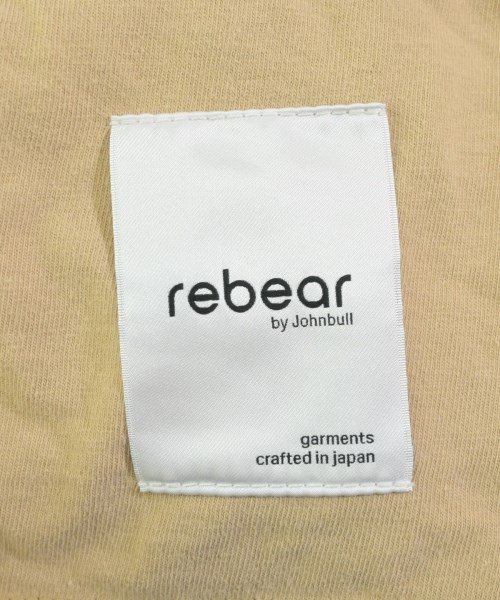 rebear
by Johnbull
garments
crafted in japan